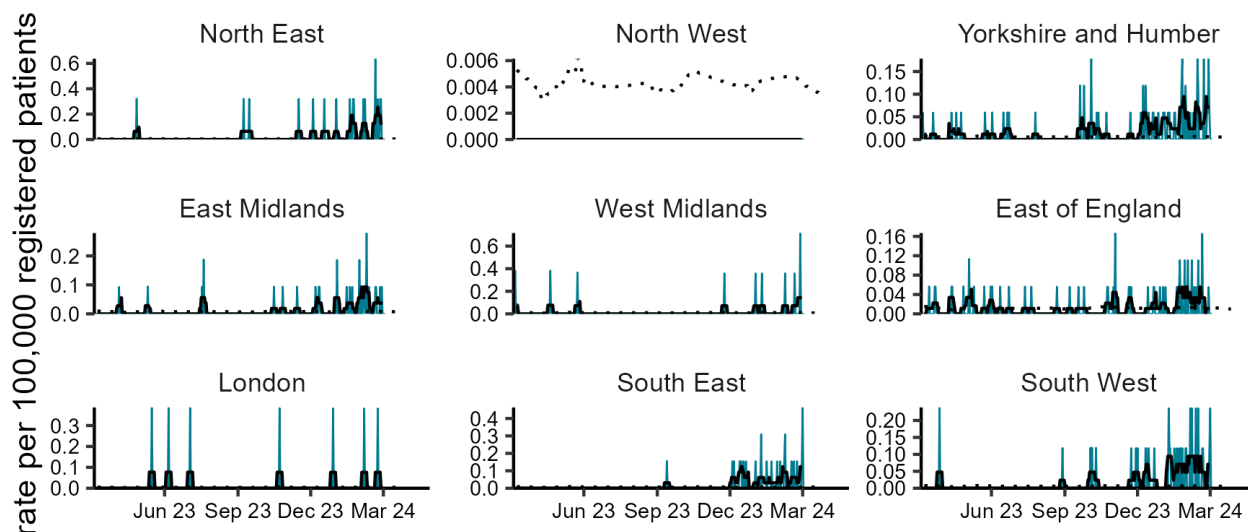 rate per 100,000 registered patients
North East
North West
Yorkshire and Humber
0.6
0.4
0.2
0.0
0.006
0.004
0.002
0.000
0.15
0.10
0.05
0.00
East Midlands
West Midlands
East of England
0.2
0.1
0.0
0.6
0.4
0.2
0.0
0.16
0.12
0.08
0.04
0.00
London
South East
South West
0.3
0.2
0.1
0.0
0.4
0.3
0.2
0.1
0.0
0.20
0.15
0.10
0.05
0.00
Jun 23 Sep 23 Dec 23 Mar 24
Jun 23 Sep 23 Dec 23 Mar 24
Jun 23 Sep 23 Dec 23 Mar 24